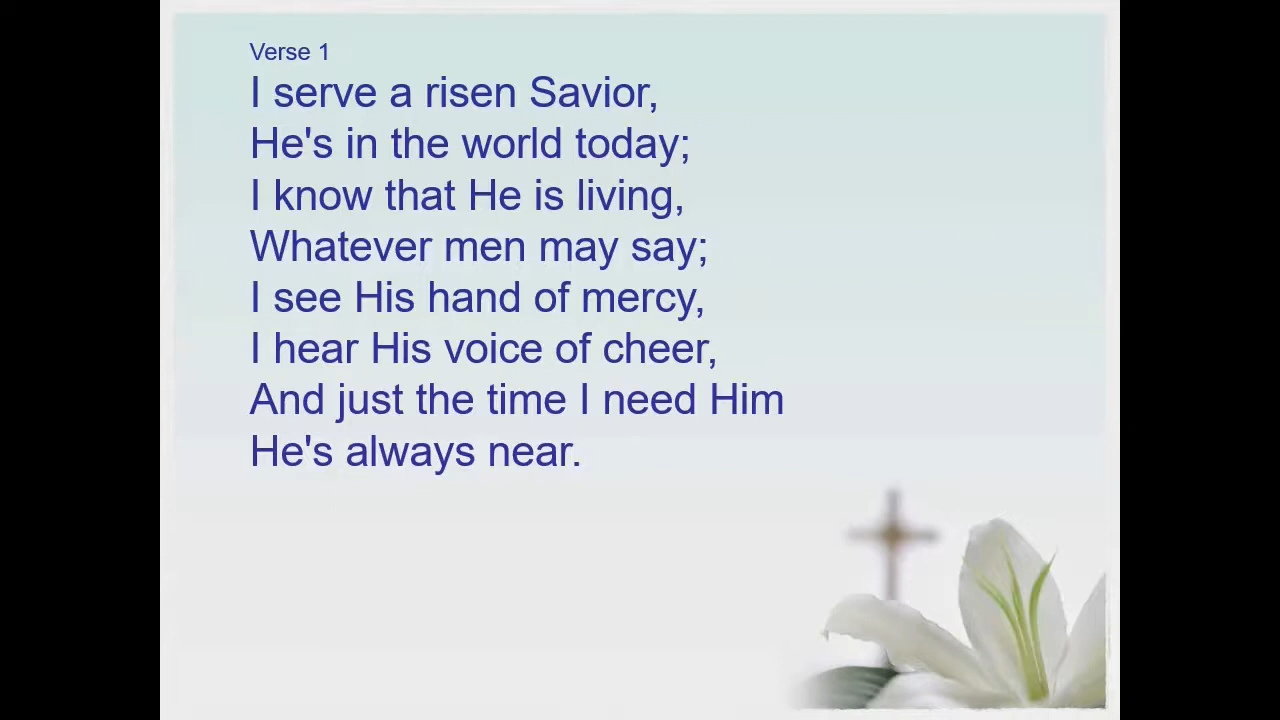 Verse 1
I serve a risen Savior,
He's in the world today;
I know that He is living,
Whatever men may say;
I see His hand of mercy,
I hear His voice of cheer,
And just the time I need Him
He's always near.